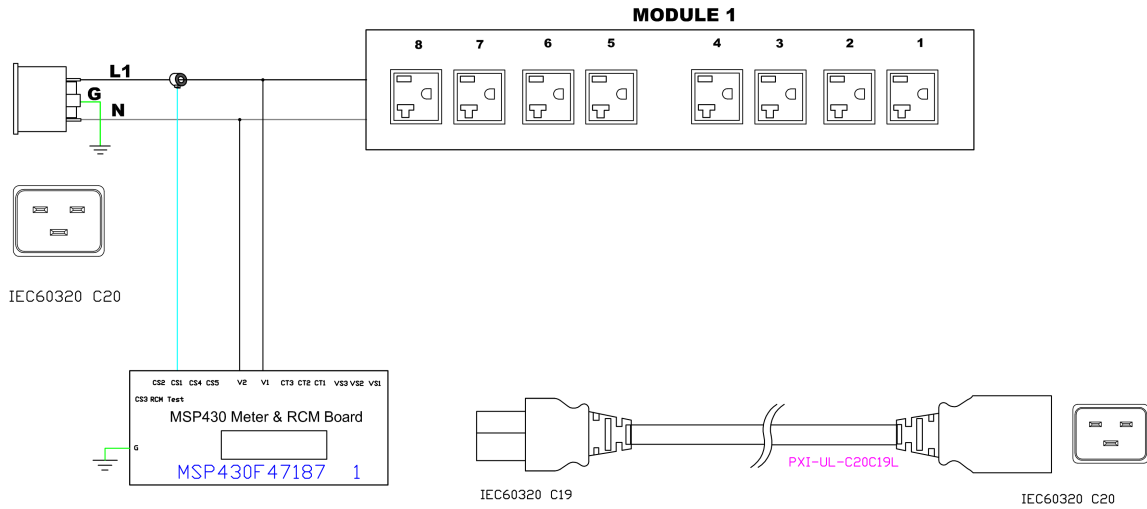 MODULE 1
8 7 6 5 4 3 2 1
L1
G
N
IEC60320 C20
CS2 CS1 CS4 CS5 V2 V1 CT3 CT2 CT1 VS3 VS2 VS1
CS3 RCM Test
MSP430 Meter & RCM Board
G
MSP430F47187 1
PXI-UL-C20C19L
IEC60320 C19
IEC60320 C20